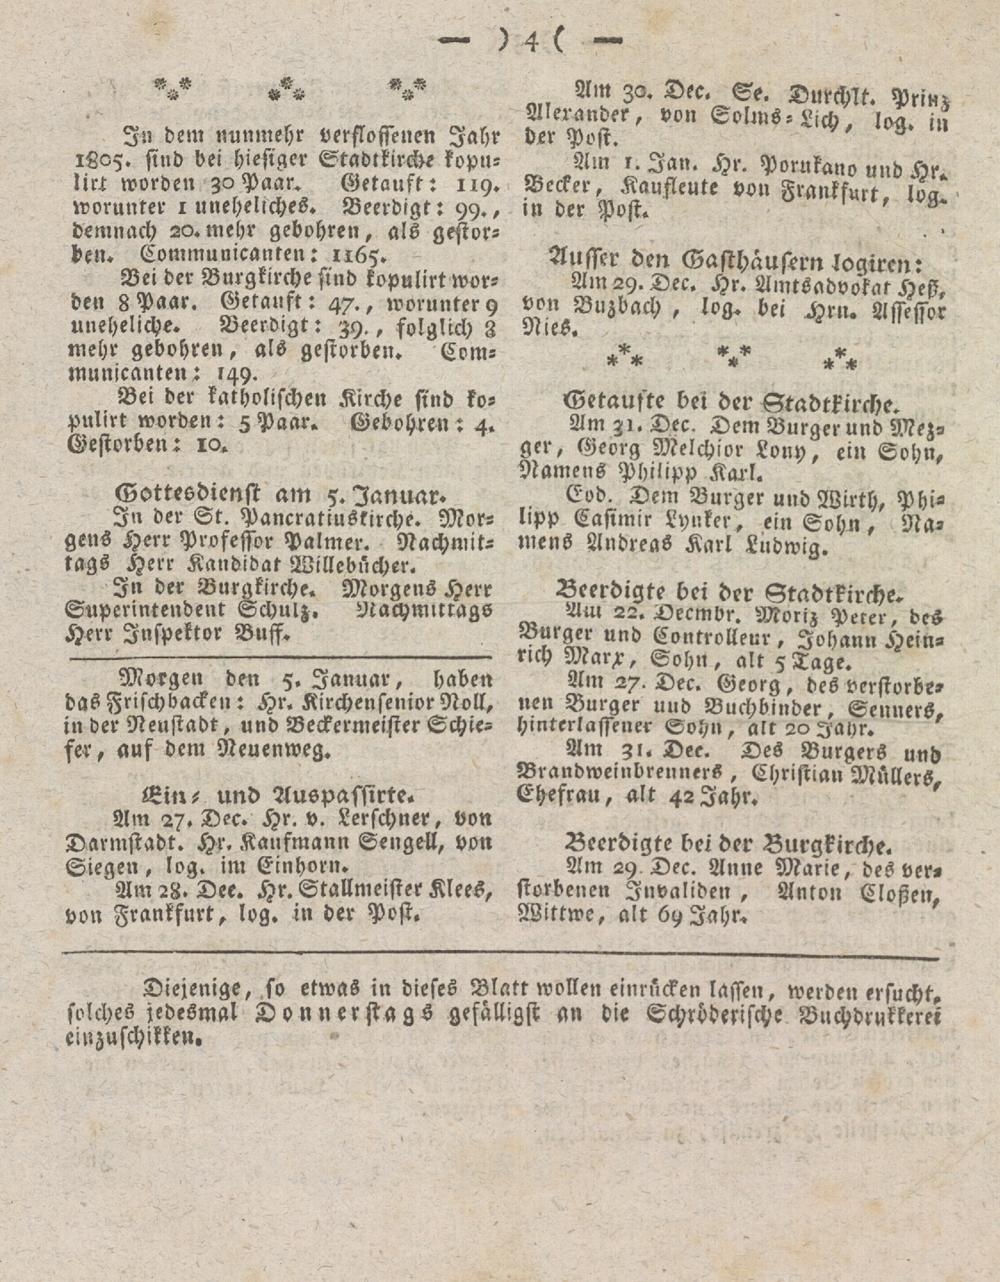 — ) 4 ( —
In dem nunmehr verflossenen Jahr
1805. sind bei hiesiger Stadtkirche kopu-
lirt worden 30 Paar. Getauft: 119.
worunter 1 uneheliches. Beerdigt: 99.,
demnach 20. mehr gebohren, als gestor-
ben. Communicanten: 1165.
Bei der Burgkirche sind kopulirt wor-
den 8 Paar. Getauft: 47., worunter 9
uneheliche. Beerdigt: 39., folglich 8
mehr gebohren, als gestorben. Com-
municanten: 149.
Bei der katholischen Kirche sind ko-
pulirt worden: 5 Paar. Gebohren: 4.
Gestorben: 10.
Gottesdienst am 5. Januar.
In der St. Pancratiuskirche. Mor-
gens Herr Professor Palmer. Nachmit-
tags Herr Kandidat Willebücher.
In der Burgkirche. Morgens Herr
Superintendent Schulz. Nachmittags
Herr Inspektor Buff.
Morgen den 5. Januar, haben
das Frischbacken: Hr. Kirchensenior Noll,
in der Neustadt, und Beckermeister Schie-
fer, auf dem Neuenweg.
Ein- und Auspassirte.
Am 27. Dec. Hr. v. Lerschner, von
Darmstadt. Hr. Kaufmann Sengell, von
Siegen, log. im Einhorn.
Am 28. Dee. Hr. Stallmeister Klees,
von Frankfurt, log. in der Post.
Am 30. Dec. Se. Durchlt. Prinz
Alexander, von Solms-Lich, log. in
der Post.
Am 1. Jan. Hr. Porukano und Hr.
Becker, Kaufleute von Frankfurt, log.
in der Post.
Ausser den Gasthäusern logiren:
Am 29. Dec. Hr. Amtsadvokat Heß,
von Buzbach, log. bei Hrn. Assessor
Nies.
Getaufte bei der Stadtkirche.
Am 31. Dec. Dem Burger und Mez-
ger, Georg Melchior Lony, ein Sohn,
Namens Philipp Karl.
Eod. Dem Burger und Wirth, Phi-
lipp Casimir Lynker, ein Sohn, Na-
mens Andreas Karl Ludwig.
Beerdigte bei der Stadtkirche.
Am 22. Decmbr. Moriz Peter, des
Burger und Controlleur, Johann Hein-
rich Marx, Sohn, alt 5 Tage.
Am 27. Dec. Georg, des verstorbe-
nen Burger uud Buchbinder, Senners,
hinterlassener Sohn, alt 20 Jahr.
Am 31. Dec. Des Burgers und
Brandweinbrenners, Christian Müllers,
Ehefrau, alt 42 Jahr.
Beerdigte bei der Burgkirche.
Am 29. Dec. Anne Marie, des ver-
storbenen Invaliden, Anton Cloßen,
Wittwe, alt 69 Jahr.
Diejenige, so etwas in dieses Blatt wollen einrücken lassen, werden ersucht,
solches jedesmal Donnerstags gefälligst an die Schröderische Buchdrukkerei
einzuschikken.